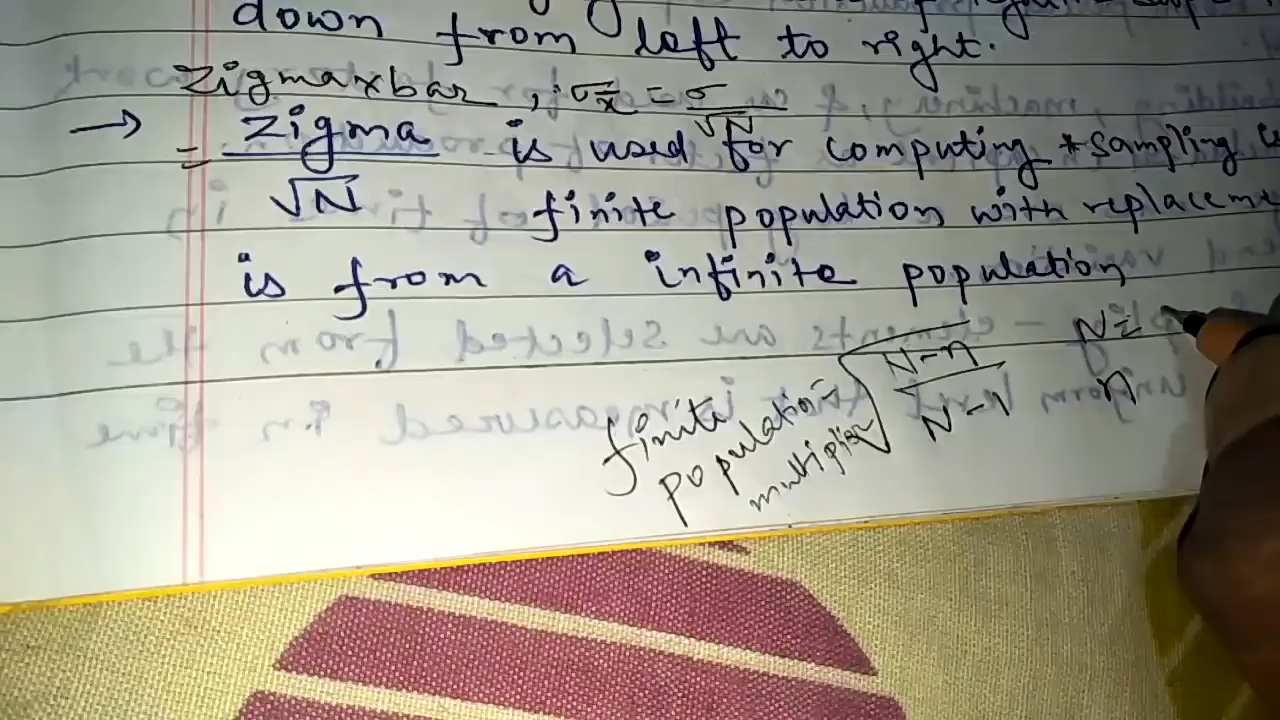 down from left to right.
zigmaxbar, σx̄ = σ/√N
→ = zigma/√N is used for computing *sampling
finite population with replaceme
is from a infinite population
finite population multiplier √(N-n/N-1)
N=
n